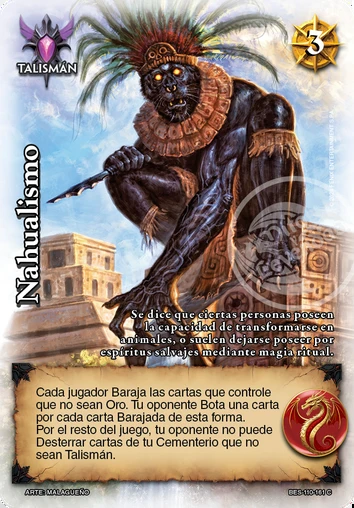 TALISMÁN
3
Nahualismo
Se dice que ciertas personas poseen
la capacidad de transformarse en
animales, o suelen dejarse poseer por
espíritus salvajes mediante magia ritual.
Cada jugador Baraja las cartas que controle
que no sean Oro. Tu oponente Bota una carta
por cada carta Barajada de esta forma.
Por el resto del juego, tu oponente no puede
Desterrar cartas de tu Cementerio que no
sean Talismán.
ARTE: MALAGUEÑO
BES-110-161 C